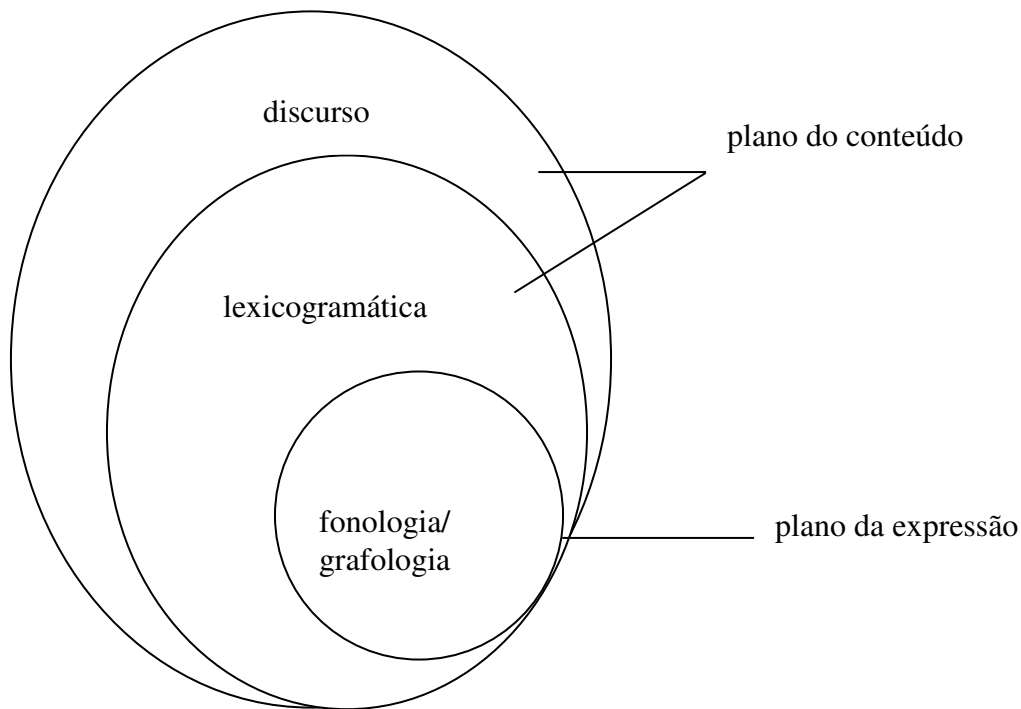 discurso
plano do conteúdo
lexicogramática
fonologia/
grafologia
plano da expressão